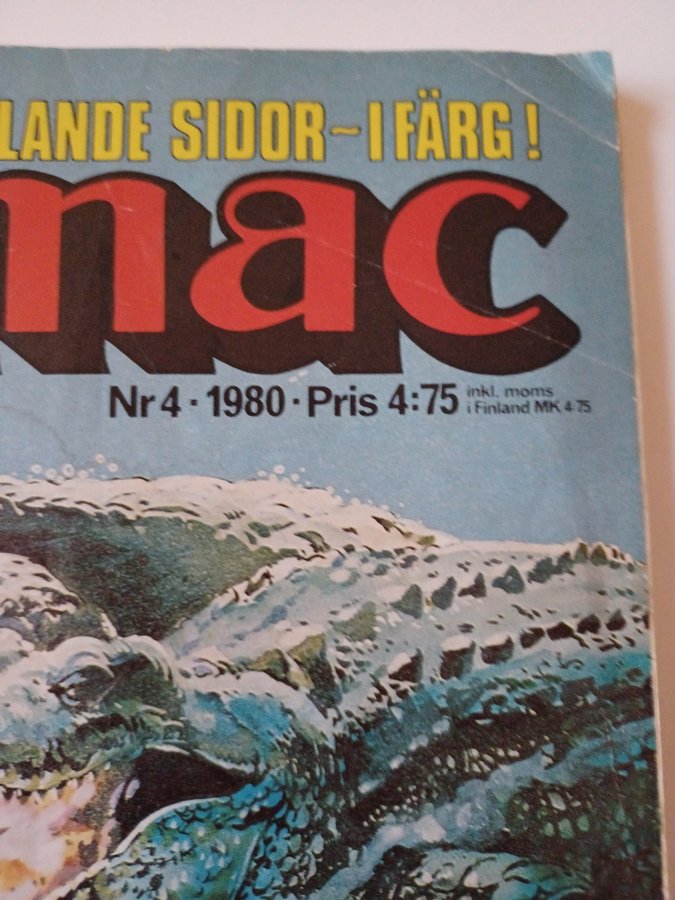 LANDE SIDOR~I FÄRG!
mac
Nr 4 · 1980 · Pris 4:75 inkl. moms
i Finland MK 4 75